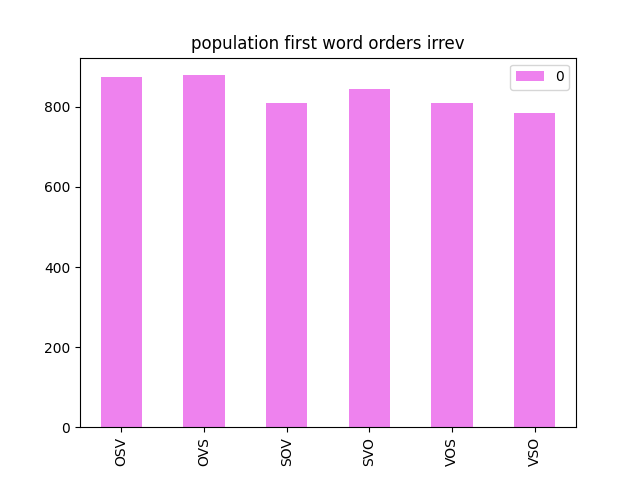 population first word orders irrev
0
800
600
400
200
0
OSV
OVS
SOV
SVO
VOS
VSO